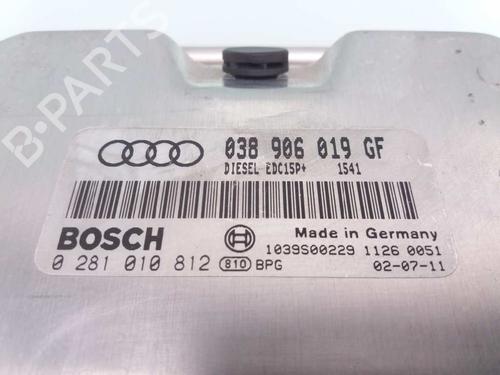 B-PARTS
038 906 019 GF
DIESEL EDC15P+ 1541
BOSCH
Made in Germany
1039S00229 1126 0051
0 281 010 812 810 BPG 02-07-11